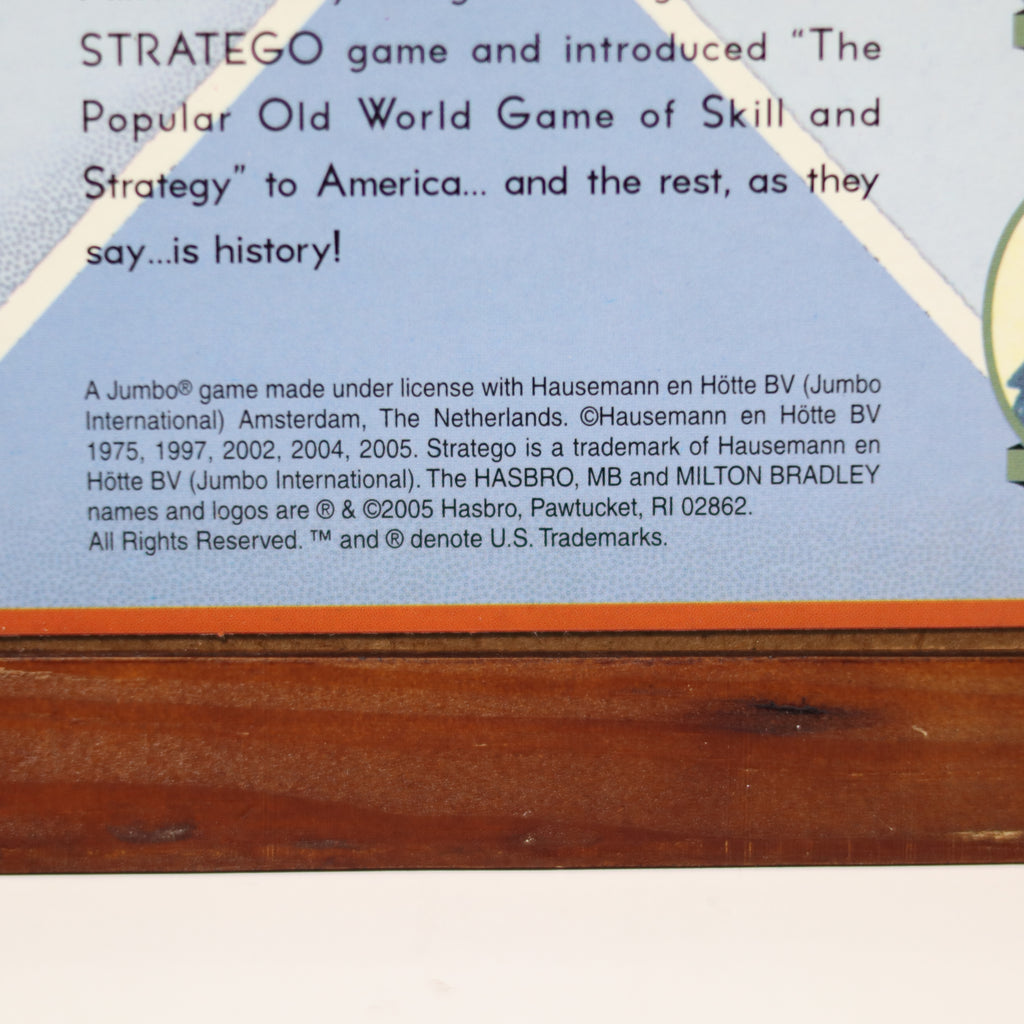 STRATEGO game and introduced “The
Popular Old World Game of Skill and
Strategy” to America... and the rest, as they
say...is history!
A Jumbo® game made under license with Hausemann en Hötte BV (Jumbo
International) Amsterdam, The Netherlands. ©Hausemann en Hötte BV
1975, 1997, 2002, 2004, 2005. Stratego is a trademark of Hausemann en
Hötte BV (Jumbo International). The HASBRO, MB and MILTON BRADLEY
names and logos are ® & ©2005 Hasbro, Pawtucket, RI 02862.
All Rights Reserved. ™ and ® denote U.S. Trademarks.